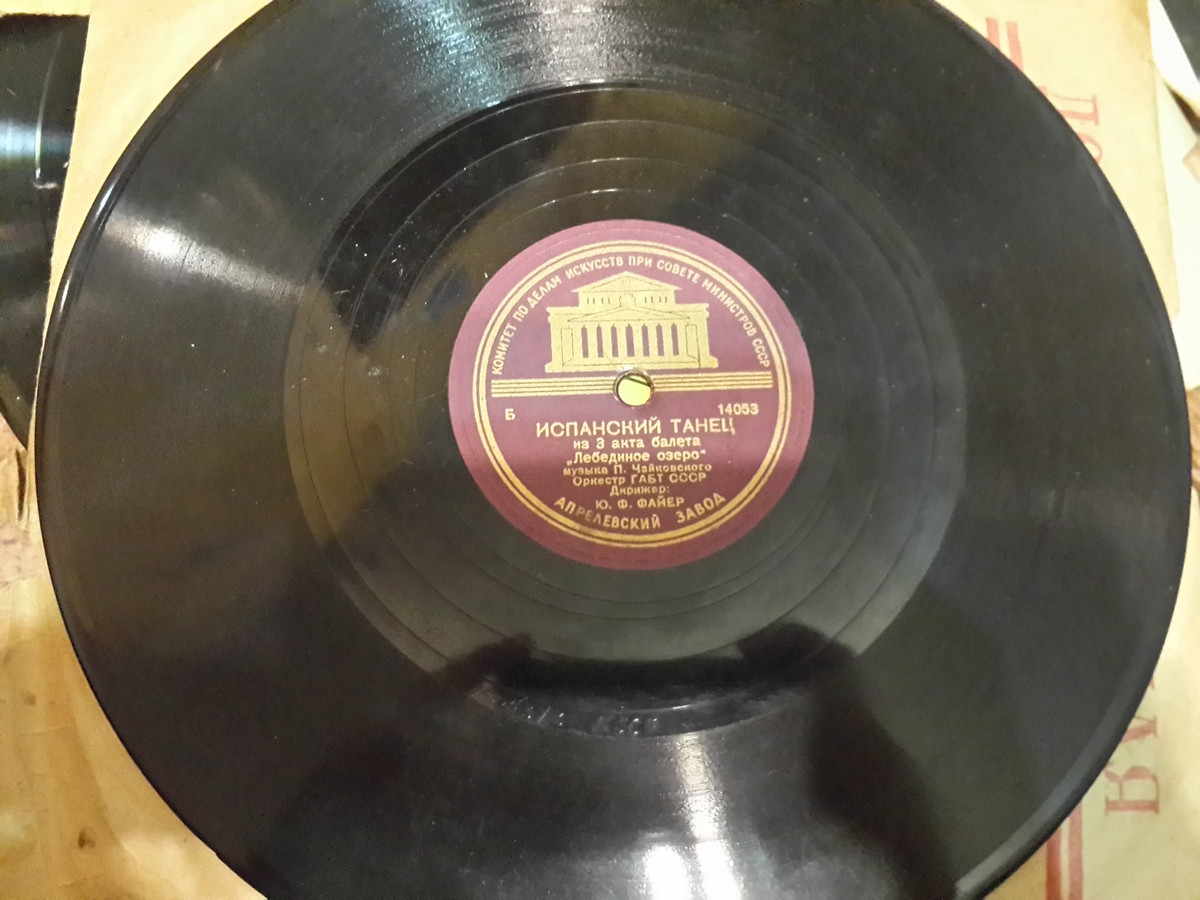 КОМИТЕТ ПО ДЕЛАМ ИСКУССТВ ПРИ СОВЕТЕ МИНИСТРОВ СССР
Б 14053
ИСПАНСКИЙ ТАНЕЦ
из 3 акта балета
„Лебединое озеро“
музыка П. Чайковского
Оркестр ГАБТ СССР
Дирижер:
Ю. Ф. ФАЙЕР
АПРЕЛЕВСКИЙ ЗАВОД